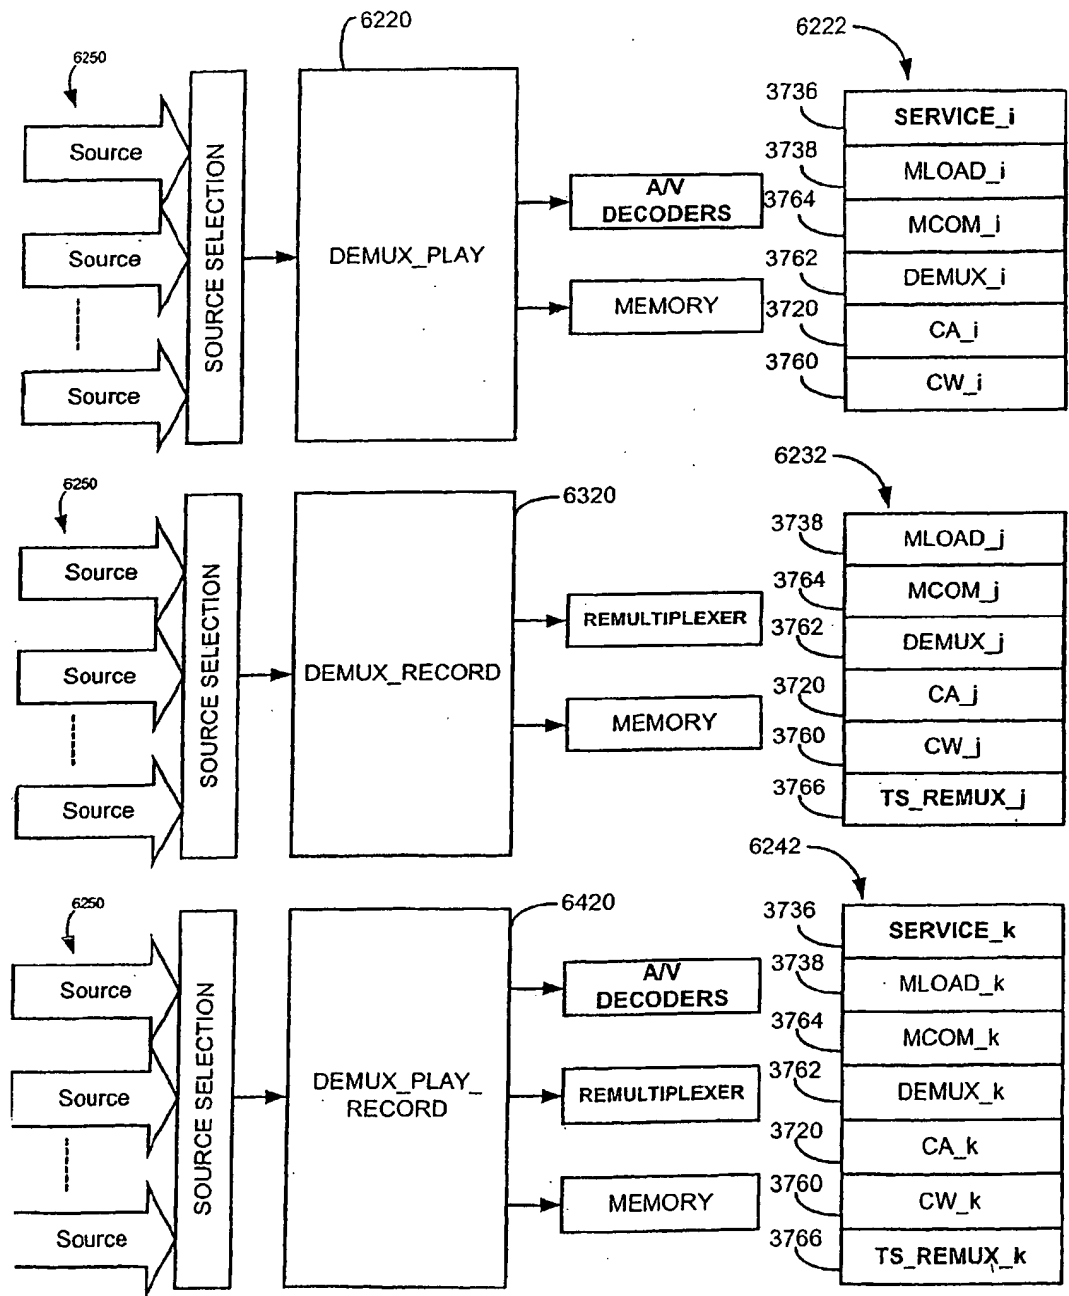 6220
6222
6250
Source
Source
Source
SOURCE SELECTION
DEMUX_PLAY
A/V
DECODERS
MEMORY
3736
SERVICE_i
3738
MLOAD_i
3764
MCOM_i
3762
DEMUX_i
3720
CA_i
3760
CW_i
6250
Source
Source
Source
SOURCE SELECTION
6320
DEMUX_RECORD
REMULTIPLEXER
MEMORY
6232
3738
MLOAD_j
3764
MCOM_j
3762
DEMUX_j
3720
CA_j
3760
CW_j
3766
TS_REMUX_j
6250
Source
Source
Source
SOURCE SELECTION
6420
DEMUX_PLAY_
RECORD
A/V
DECODERS
REMULTIPLEXER
MEMORY
6242
3736
SERVICE_k
3738
MLOAD_k
3764
MCOM_k
3762
DEMUX_k
3720
CA_k
3760
CW_k
3766
TS_REMUX_k